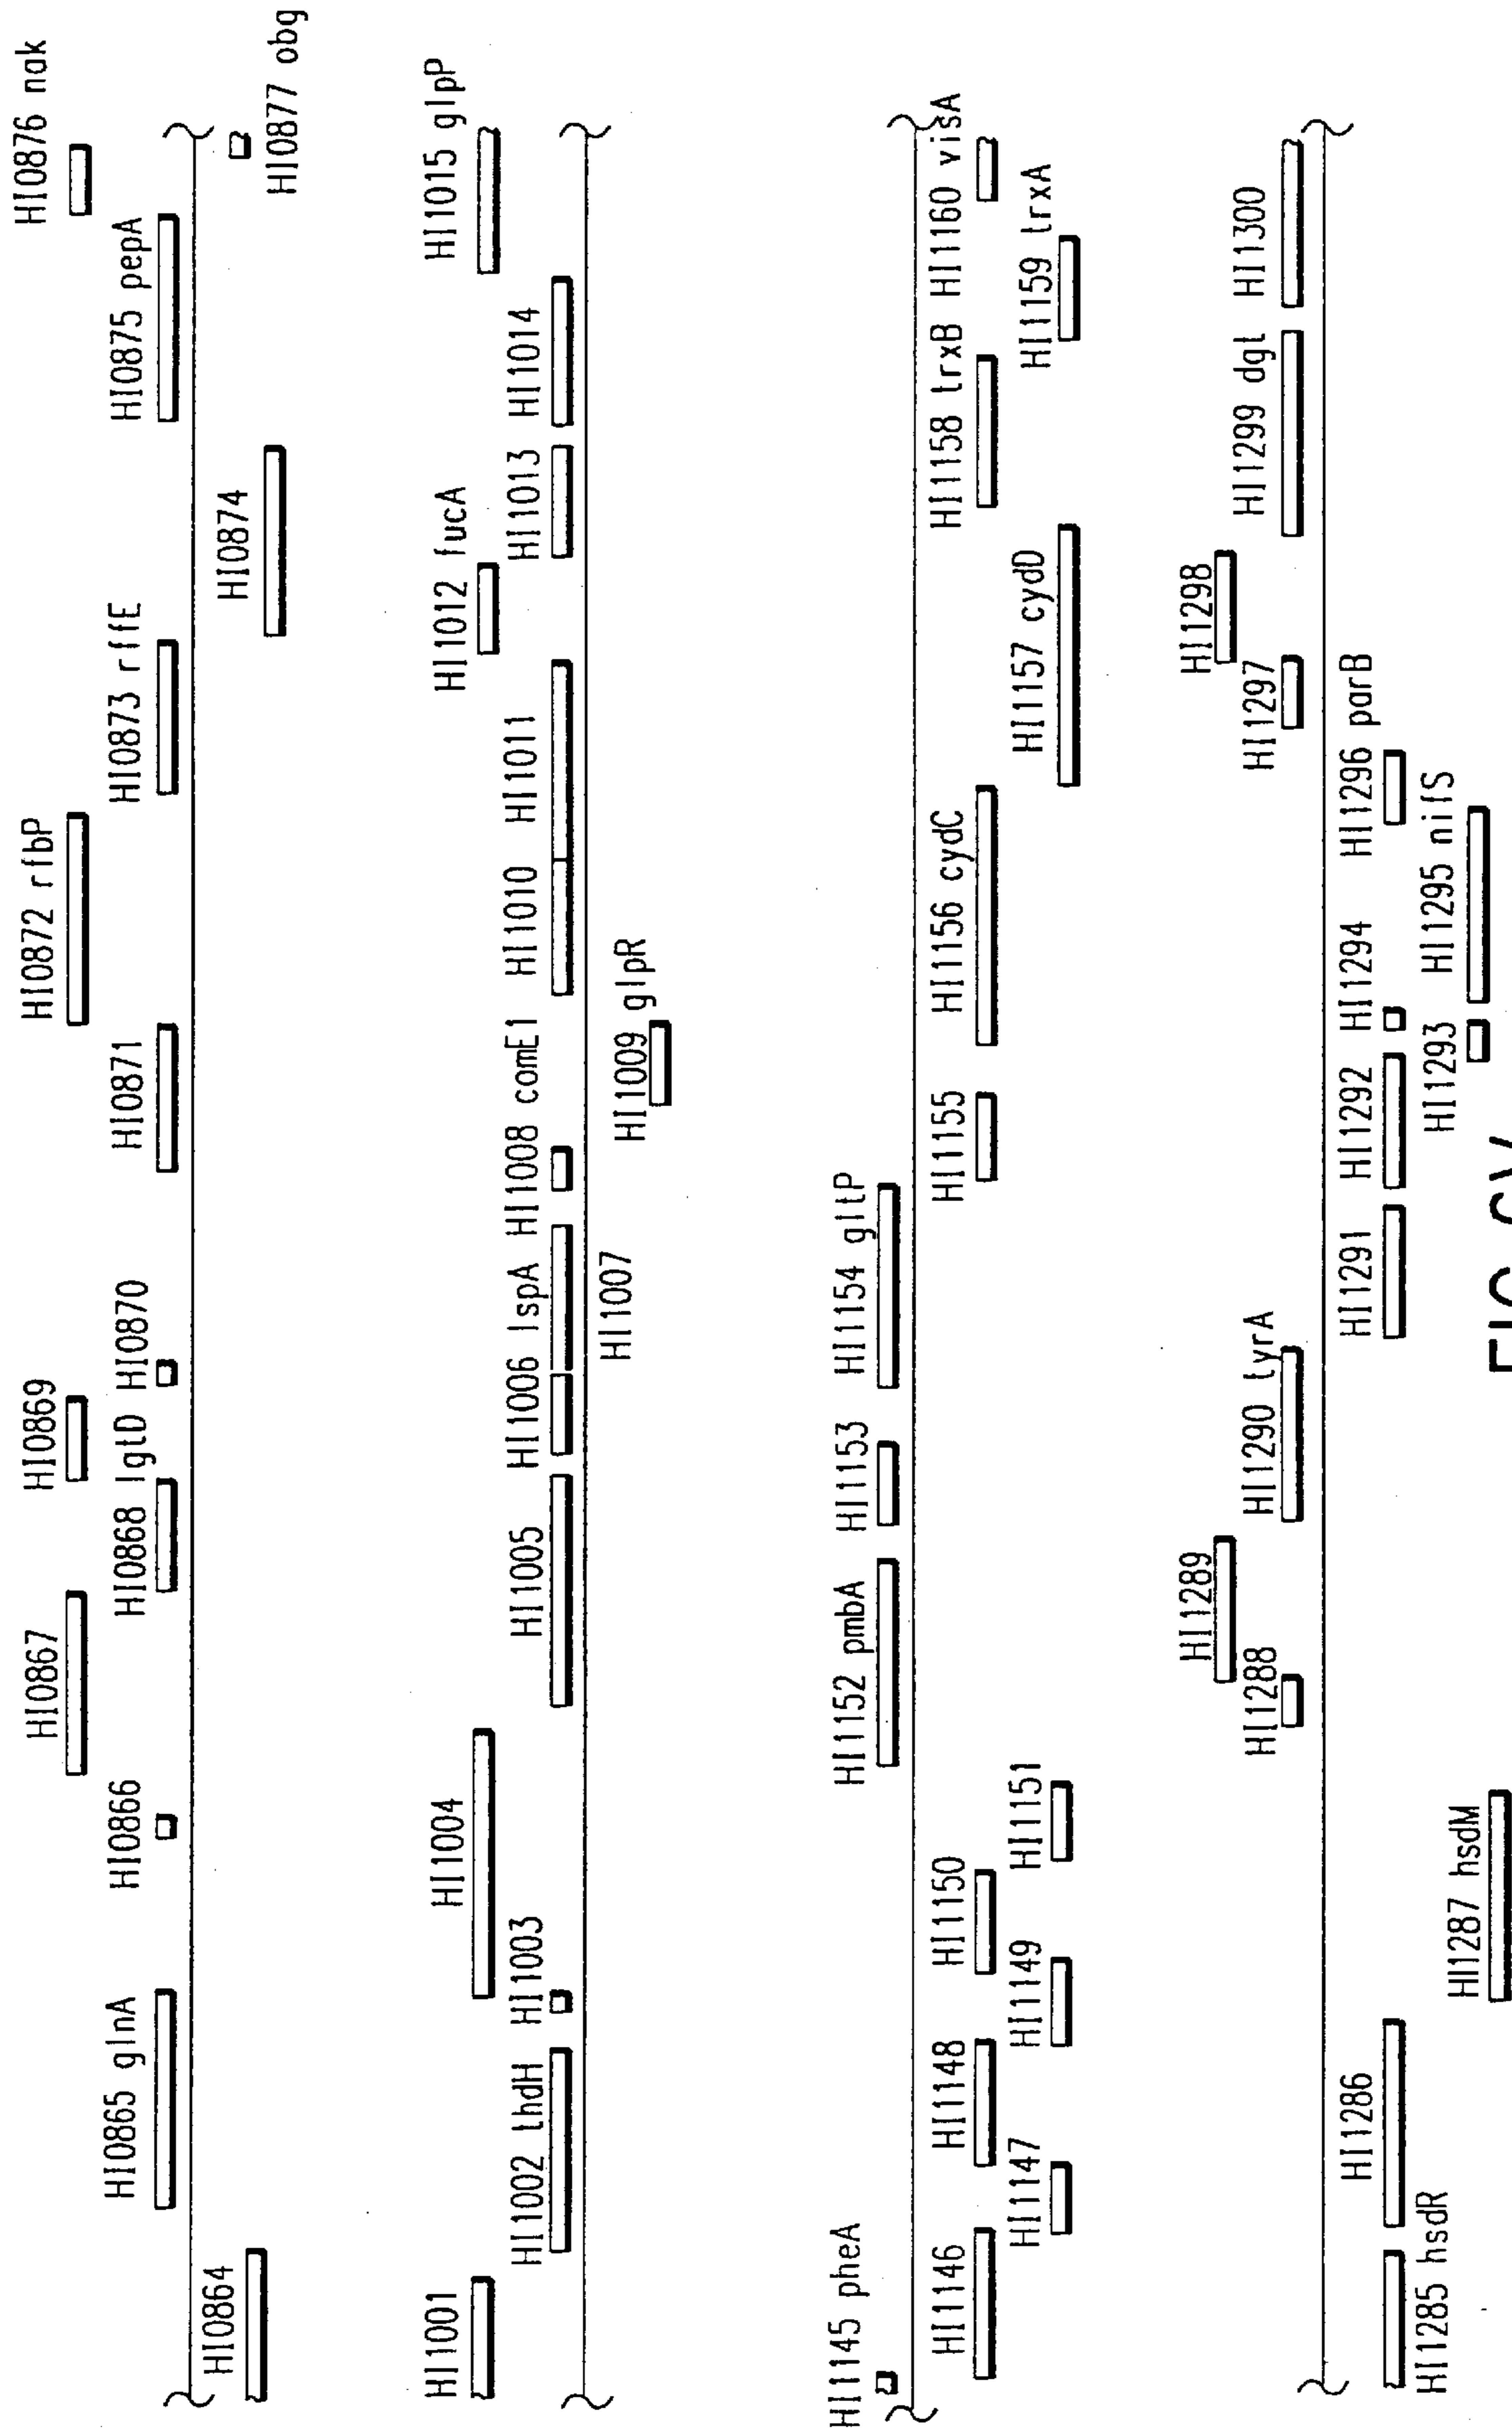 HI0864
HI0865 glnA
HI0866
HI0867
HI0868 lgtD
HI0869
HI0870
HI0871
HI0872 rfbP
HI0873 rffE
HI0874
HI0875 pepA
HI0876 nak
HI0877 obg
HI1001
HI1002 thdH
HI1003
HI1004
HI1005
HI1006 lspA
HI1007
HI1008 comE1
HI1009 glpR
HI1010
HI1011
HI1012 fucA
HI1013
HI1014
HI1015 glpP
HI1145 pheA
HI1146
HI1147
HI1148
HI1149
HI1150
HI1151
HI1152 pmbA
HI1153
HI1154 gltP
HI1155
HI1156 cydC
HI1157 cydD
HI1158 trxB
HI1159 trxA
HI1160 visA
HI1285 hsdR
HI1286
HI1287 hsdM
HI1288
HI1289
HI1290 tyrA
HI1291
HI1292
HI1293
HI1294
HI1295 nifS
HI1296 parB
HI1297
HI1298
HI1299 dgt
HI1300